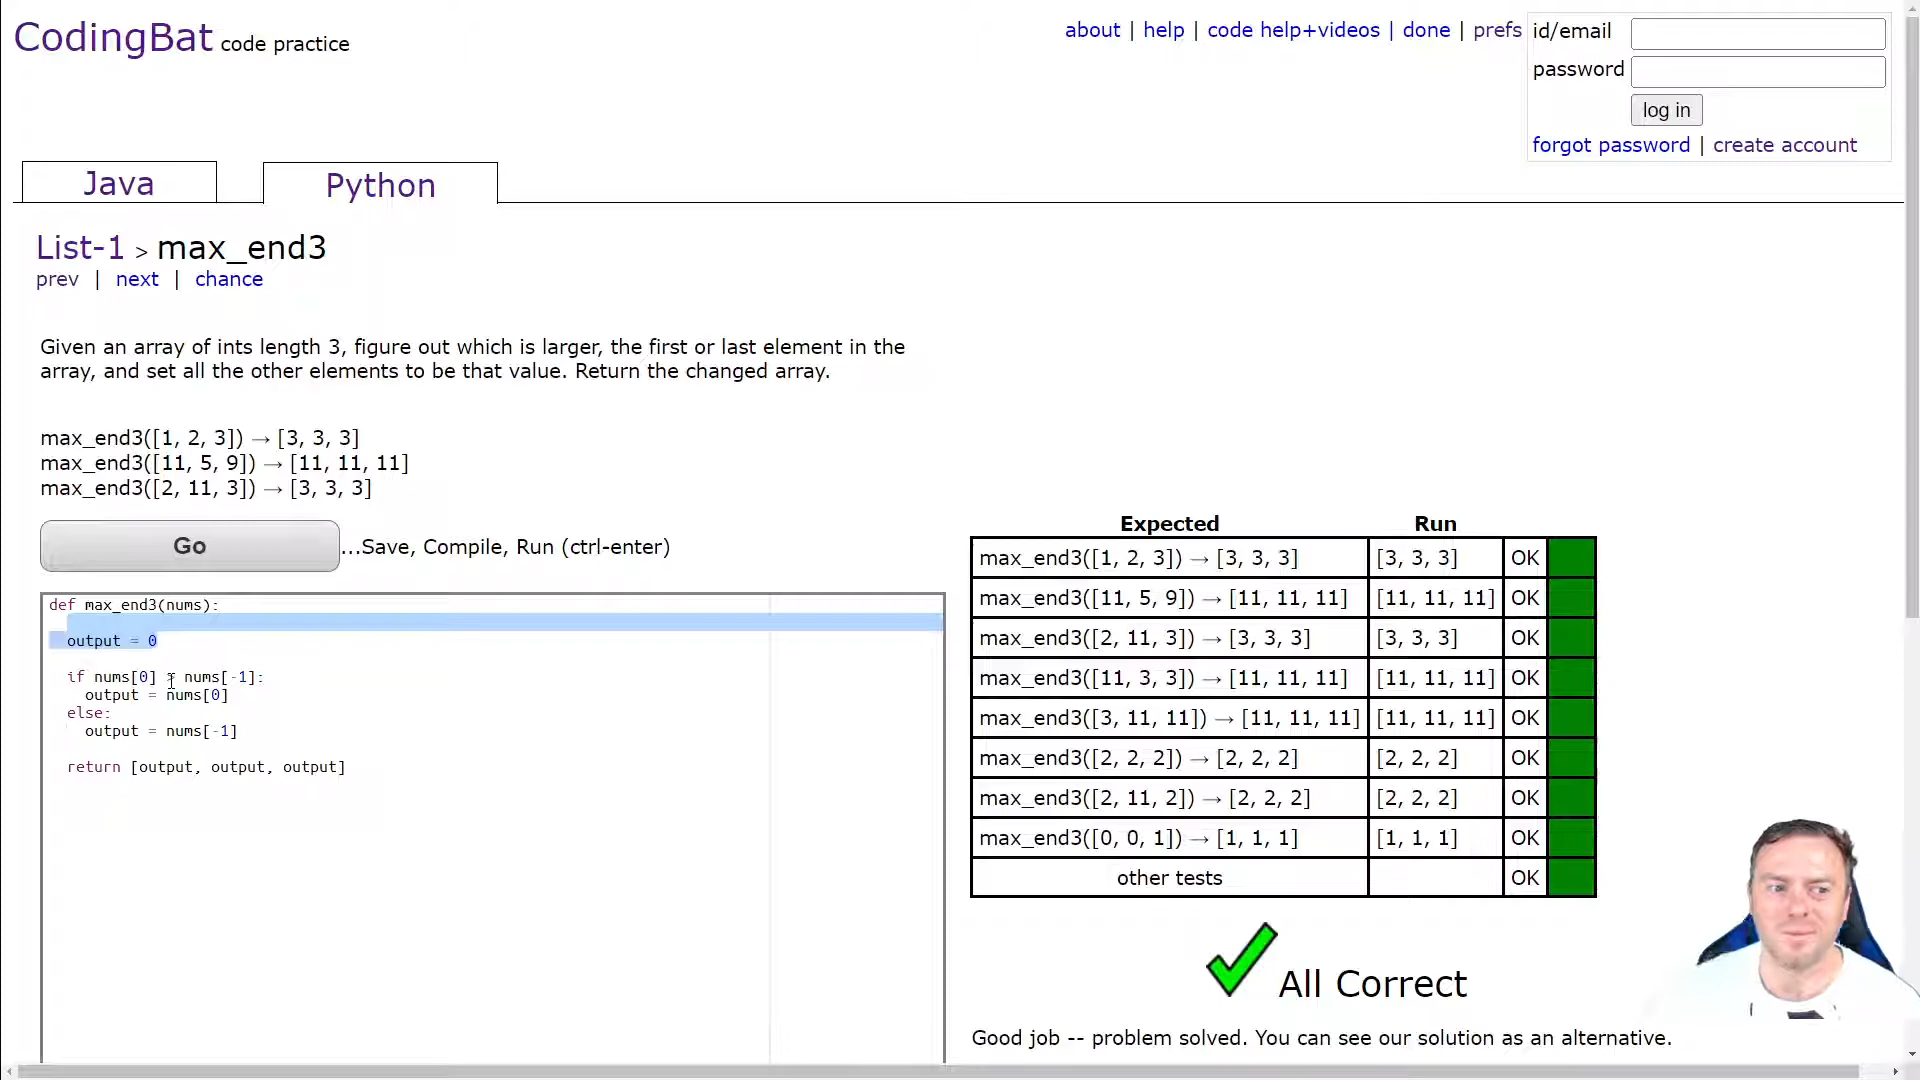 CodingBat code practice
about | help | code help+videos | done | prefs
id/email
password
log in
forgot password | create account
Java
Python
List-1 > max_end3
prev | next | chance
Given an array of ints length 3, figure out which is larger, the first or last element in the
array, and set all the other elements to be that value. Return the changed array.
max_end3([1, 2, 3]) → [3, 3, 3]
max_end3([11, 5, 9]) → [11, 11, 11]
max_end3([2, 11, 3]) → [3, 3, 3]
Go ...Save, Compile, Run (ctrl-enter)
def max_end3(nums):
output = 0
if nums[0] nums[-1]:
output = nums[0]
else:
output = nums[-1]
return [output, output, output]
Expected Run
max_end3([1, 2, 3]) → [3, 3, 3] [3, 3, 3] OK
max_end3([11, 5, 9]) → [11, 11, 11] [11, 11, 11] OK
max_end3([2, 11, 3]) → [3, 3, 3] [3, 3, 3] OK
max_end3([11, 3, 3]) → [11, 11, 11] [11, 11, 11] OK
max_end3([3, 11, 11]) → [11, 11, 11] [11, 11, 11] OK
max_end3([2, 2, 2]) → [2, 2, 2] [2, 2, 2] OK
max_end3([2, 11, 2]) → [2, 2, 2] [2, 2, 2] OK
max_end3([0, 0, 1]) → [1, 1, 1] [1, 1, 1] OK
other tests OK
All Correct
Good job -- problem solved. You can see our solution as an alternative.